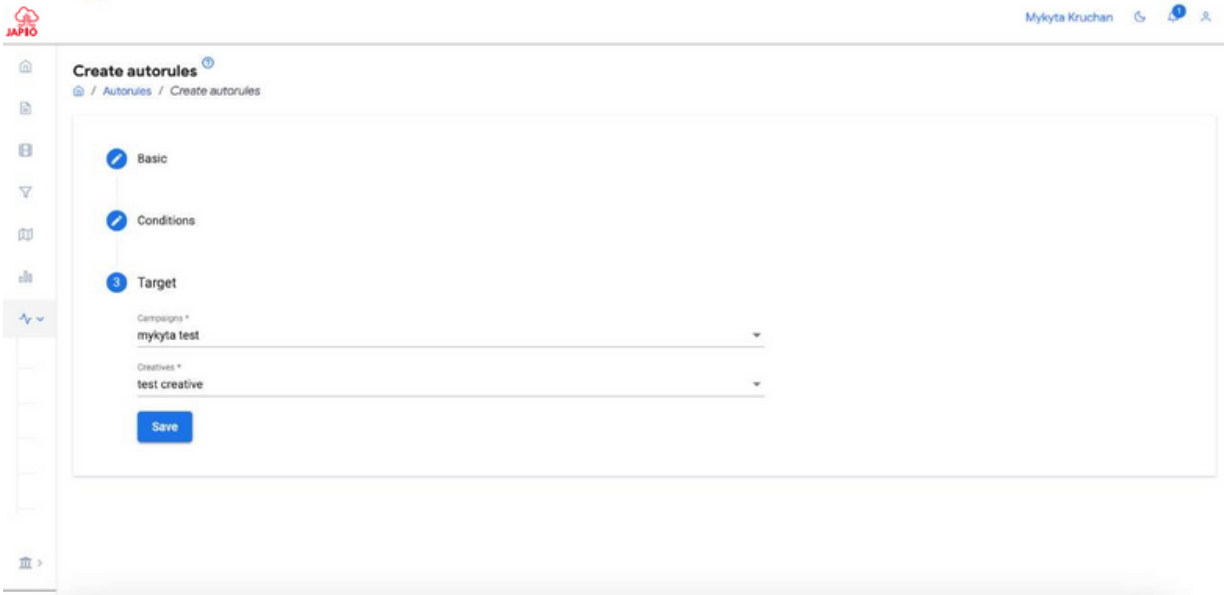 JAPIO
Mykyta Kruchan
1
Create autorules
/ Autorules / Create autorules
Basic
Conditions
3 Target
Campaigns *
mykyta test
Creatives *
test creative
Save